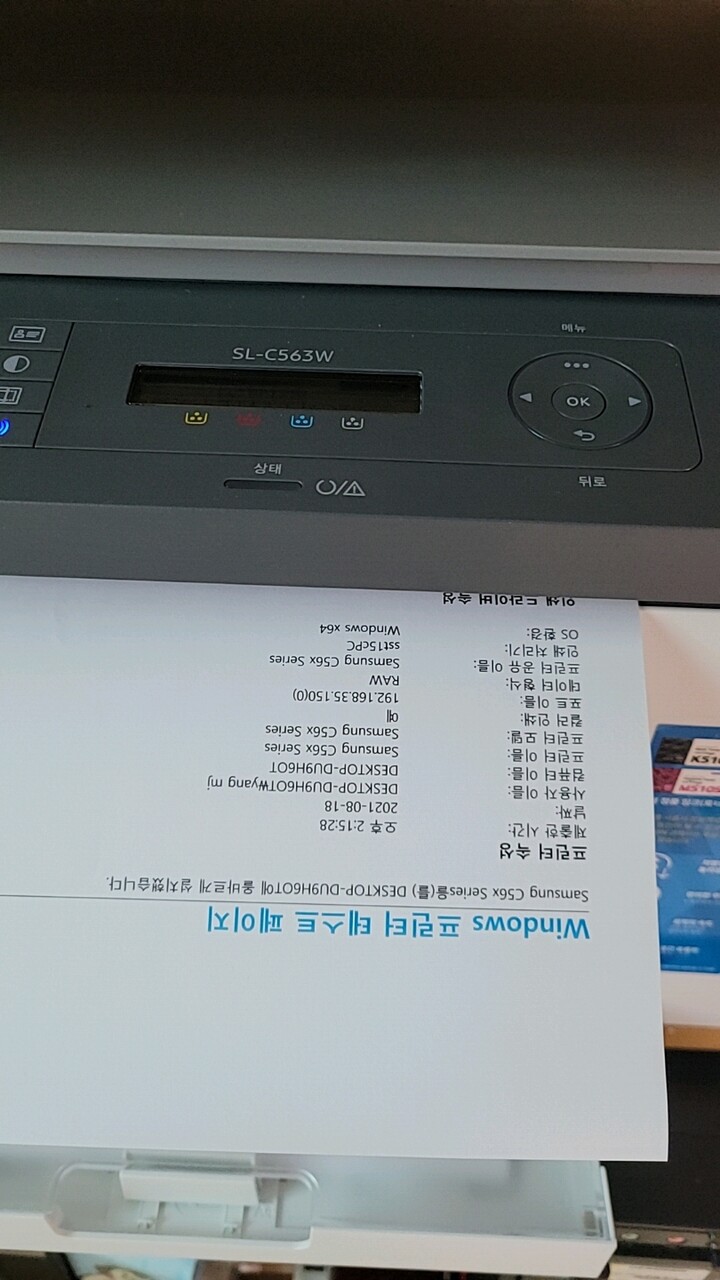 메뉴
SL-C563W
OK
상태
뒤로
Windows 프린터 테스트 페이지
Samsung C56x Series을(를) DESKTOP-DU9H6OT에 올바르게 설치했습니다.
프린터 속성
제출한 시간: 오후 2:15:28
날짜: 2021-08-18
사용자 이름: DESKTOP-DU9H6OT\Wyang mj
컴퓨터 이름: DESKTOP-DU9H6OT
프린터 이름: Samsung C56x Series
프린터 모델: Samsung C56x Series
컬러 인쇄: 예
포트 이름: 192.168.35.150(0)
데이터 형식: RAW
프린터 공유 이름: Samsung C56x Series
인쇄 처리기: sst15cPC
OS 환경: Windows x64
인쇄 드라이버 속성